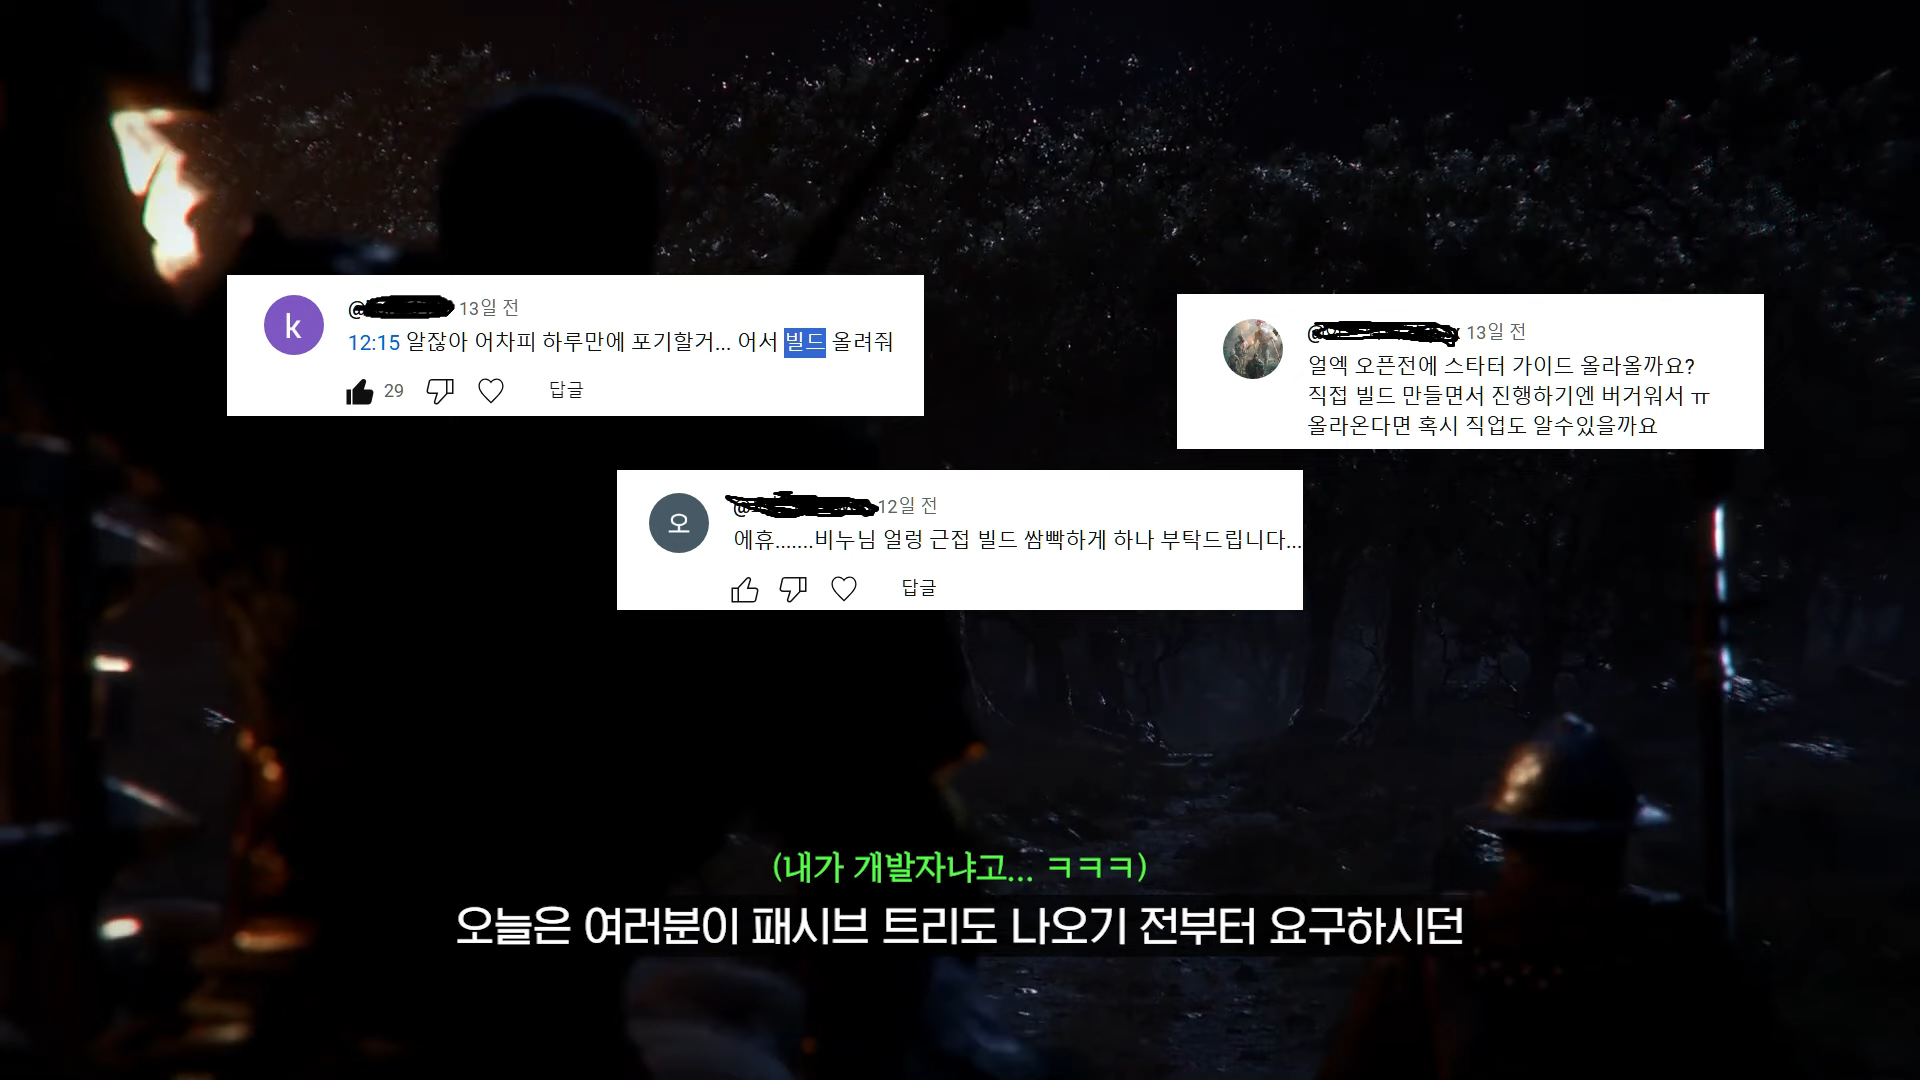 13일 전
12:15 알잖아 어차피 하루만에 포기할거... 어서 빌드 올려줘
29 답글
13일 전
얼엑 오픈전에 스타터 가이드 올라올까요?
직접 빌드 만들면서 진행하기엔 버거워서 ㅠ
올라온다면 혹시 직업도 알수있을까요
12일 전
에휴.......비누님 얼렁 근접 빌드 쌈빡하게 하나 부탁드립니다...
답글
(내가 개발자냐고... ㅋㅋㅋ)
오늘은 여러분이 패시브 트리도 나오기 전부터 요구하시던
k
오